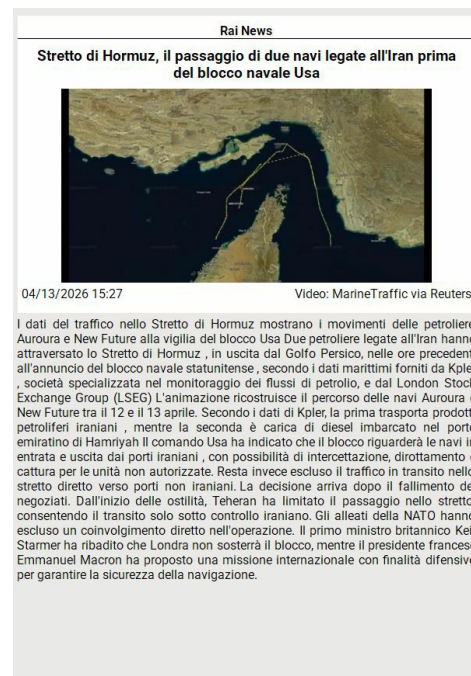 Rai News
Stretto di Hormuz, il passaggio di due navi legate all'Iran prima
del blocco navale Usa
04/13/2026 15:27
Video: MarineTraffic via Reuters
I dati del traffico nello Stretto di Hormuz mostrano i movimenti delle petroliere
Auroura e New Future alla vigilia del blocco Usa Due petroliere legate all'Iran hanno
attraversato lo Stretto di Hormuz , in uscita dal Golfo Persico, nelle ore precedenti
all'annuncio del blocco navale statunitense , secondo i dati marittimi forniti da Kpler
, società specializzata nel monitoraggio dei flussi di petrolio, e dal London Stock
Exchange Group (LSEG) L'animazione ricostruisce il percorso delle navi Auroura e
New Future tra il 12 e il 13 aprile. Secondo i dati di Kpler, la prima trasporta prodotti
petroliferi iraniani , mentre la seconda è carica di diesel imbarcato nel porto
emiratino di Hamriyah Il comando Usa ha indicato che il blocco riguarderà le navi in
entrata e uscita dai porti iraniani , con possibilità di intercettazione, dirottamento o
cattura per le unità non autorizzate. Resta invece escluso il traffico in transito nello
stretto diretto verso porti non iraniani. La decisione arriva dopo il fallimento dei
negoziati. Dall'inizio delle ostilità, Teheran ha limitato il passaggio nello stretto,
consentendo il transito solo sotto controllo iraniano. Gli alleati della NATO hanno
escluso un coinvolgimento diretto nell'operazione. Il primo ministro britannico Keir
Starmer ha ribadito che Londra non sosterrà il blocco, mentre il presidente francese
Emmanuel Macron ha proposto una missione internazionale con finalità difensive
per garantire la sicurezza della navigazione.